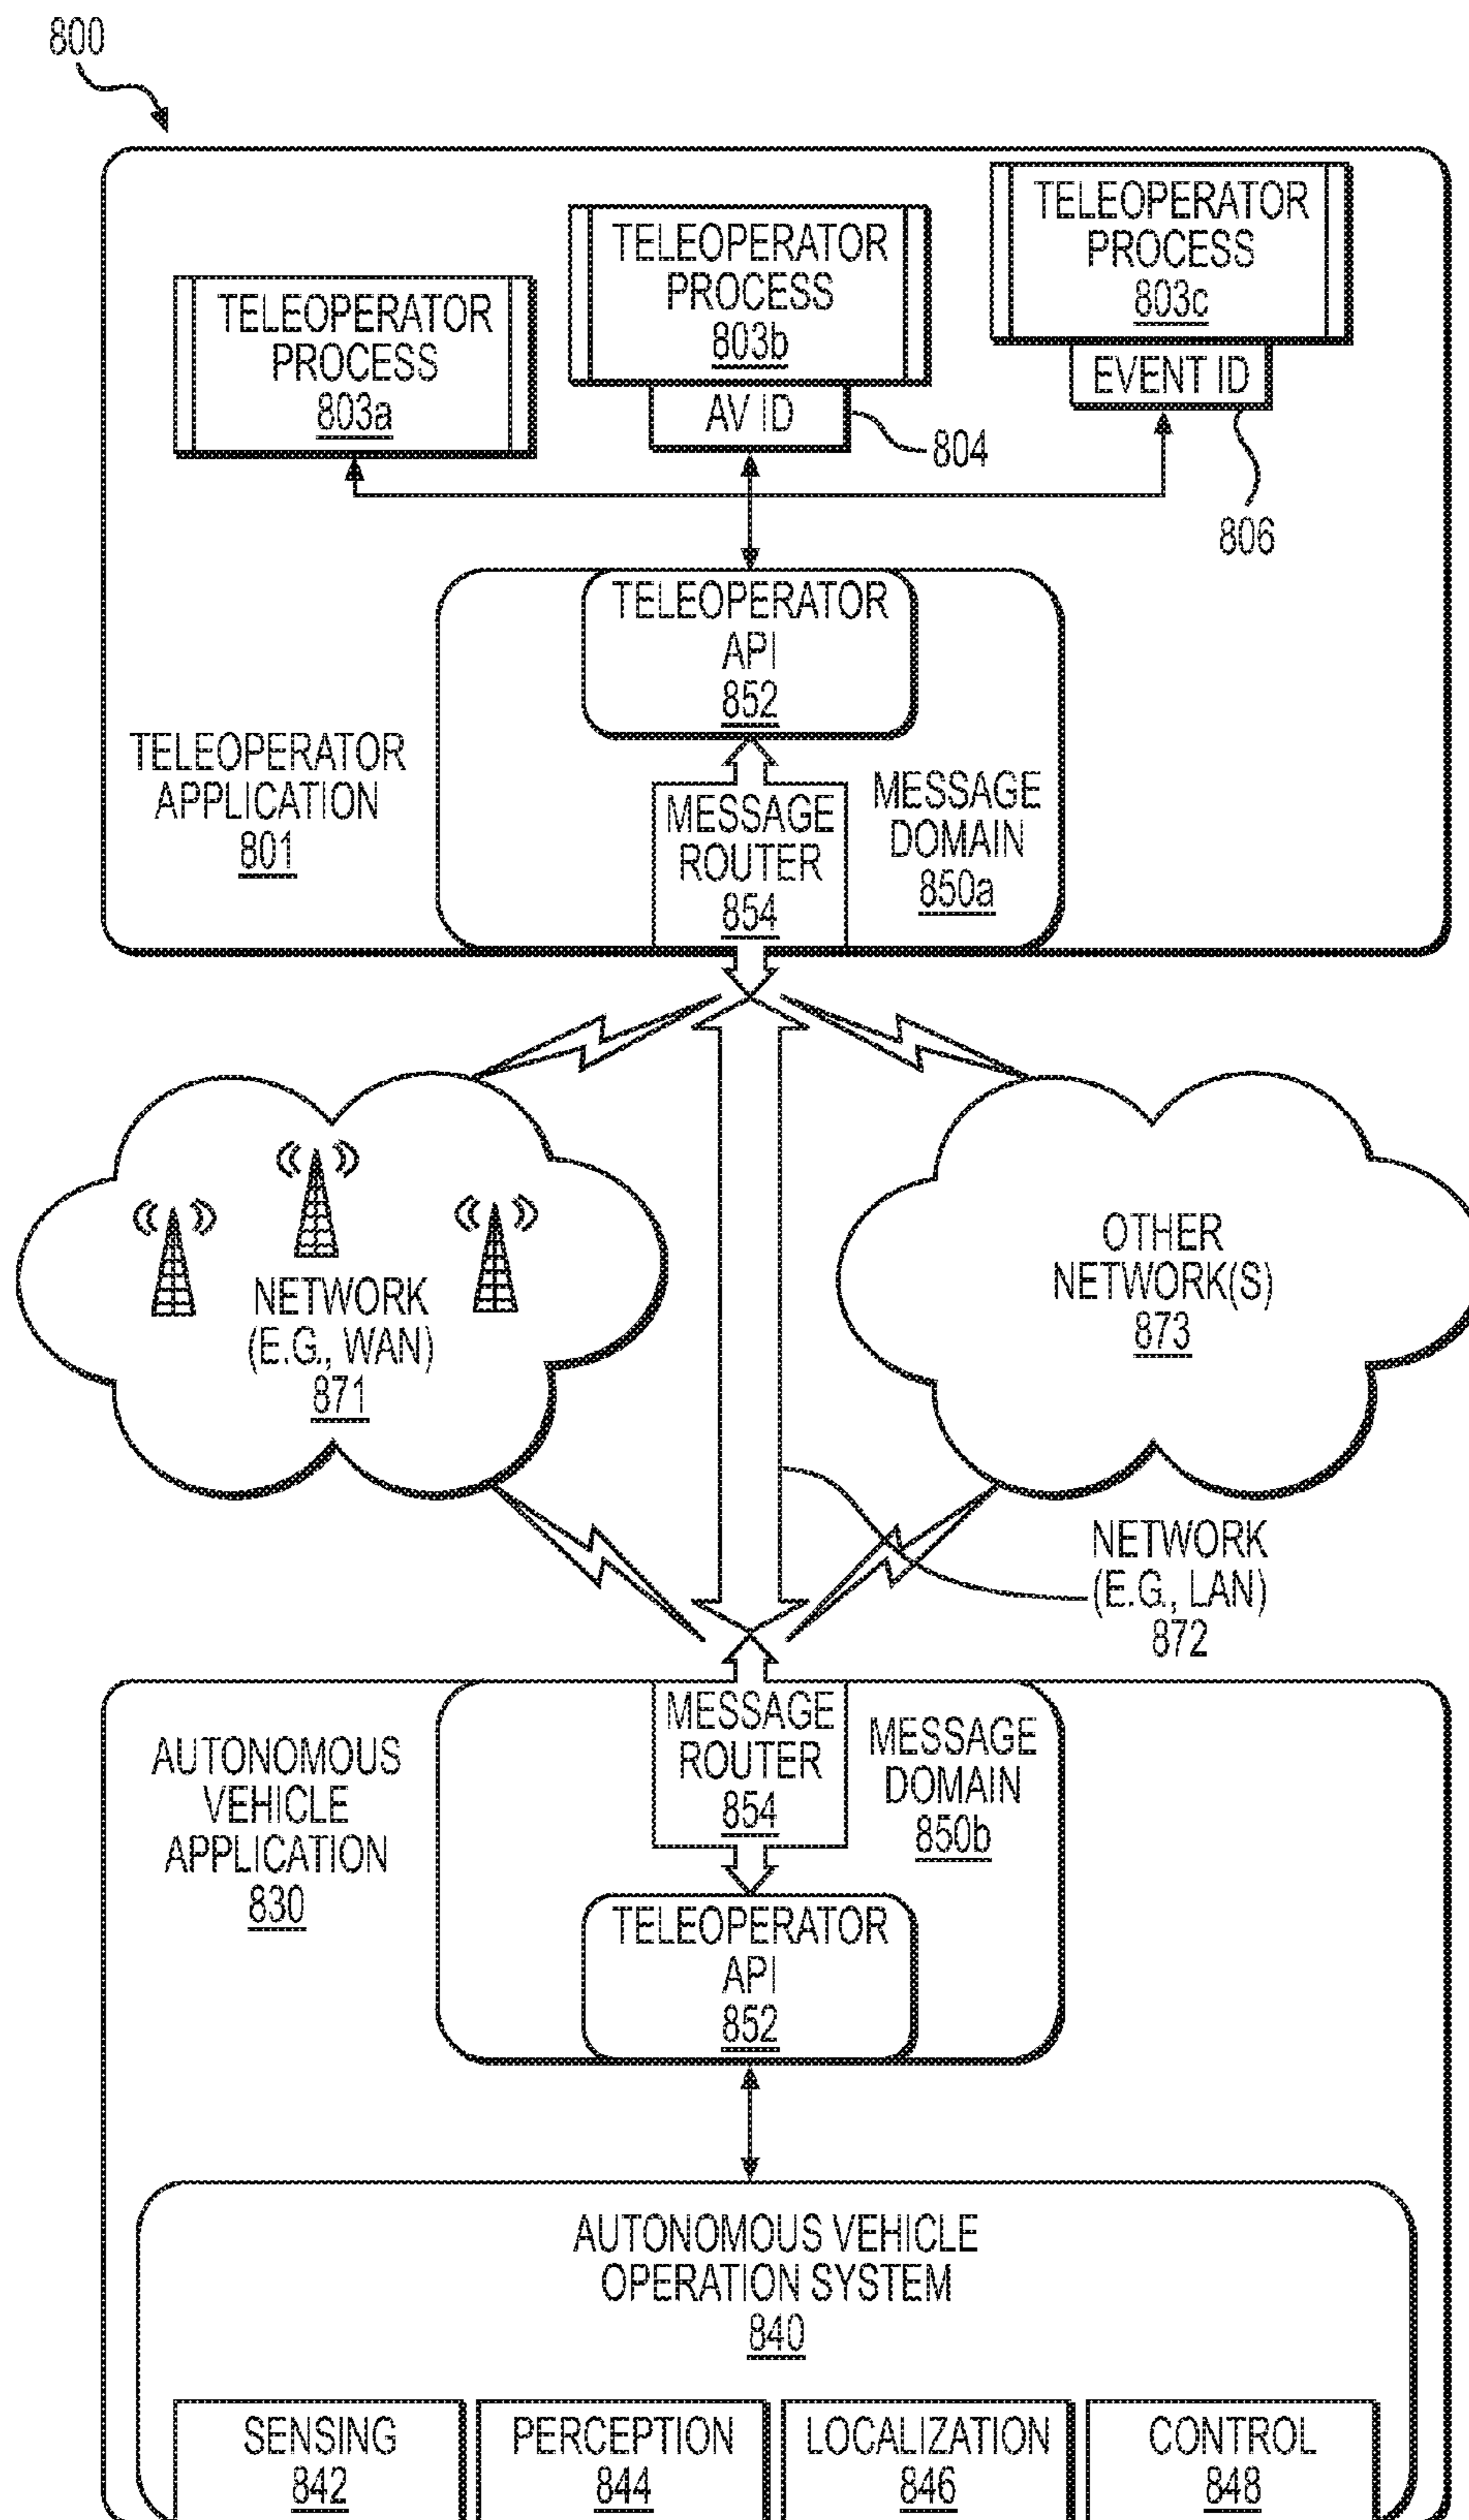 800
TELEOPERATOR
PROCESS
803a
TELEOPERATOR
PROCESS
803b
AV ID
804
TELEOPERATOR
PROCESS
803c
EVENT ID
806
TELEOPERATOR
API
852
TELEOPERATOR
APPLICATION
801
MESSAGE
ROUTER
854
MESSAGE
DOMAIN
850a
NETWORK
(E.G., WAN)
871
OTHER
NETWORK(S)
873
NETWORK
(E.G., LAN)
872
AUTONOMOUS
VEHICLE
APPLICATION
830
MESSAGE
ROUTER
854
MESSAGE
DOMAIN
850b
TELEOPERATOR
API
852
AUTONOMOUS VEHICLE
OPERATION SYSTEM
840
SENSING
842
PERCEPTION
844
LOCALIZATION
846
CONTROL
848